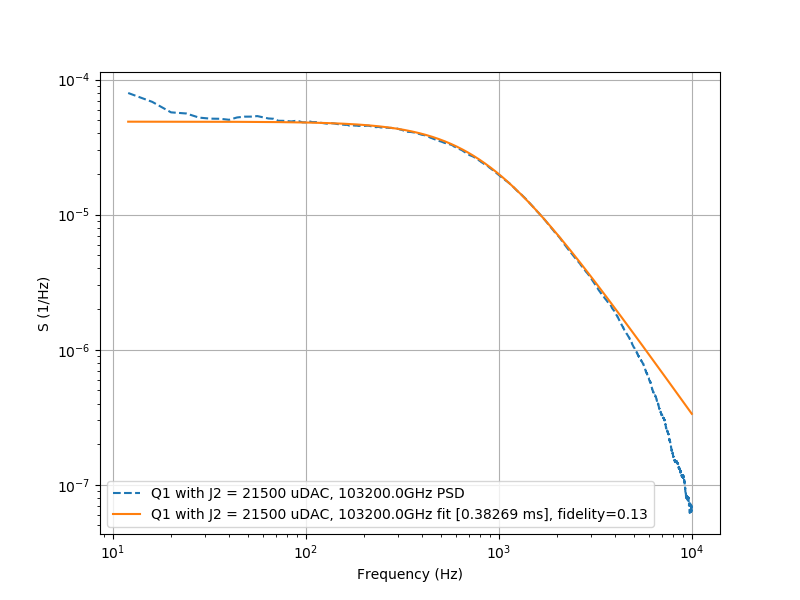 10⁻⁴
10⁻⁵
10⁻⁶
10⁻⁷
S (1/Hz)
Q1 with J2 = 21500 uDAC, 103200.0GHz PSD
Q1 with J2 = 21500 uDAC, 103200.0GHz fit [0.38269 ms], fidelity=0.13
10¹ 10² 10³ 10⁴
Frequency (Hz)